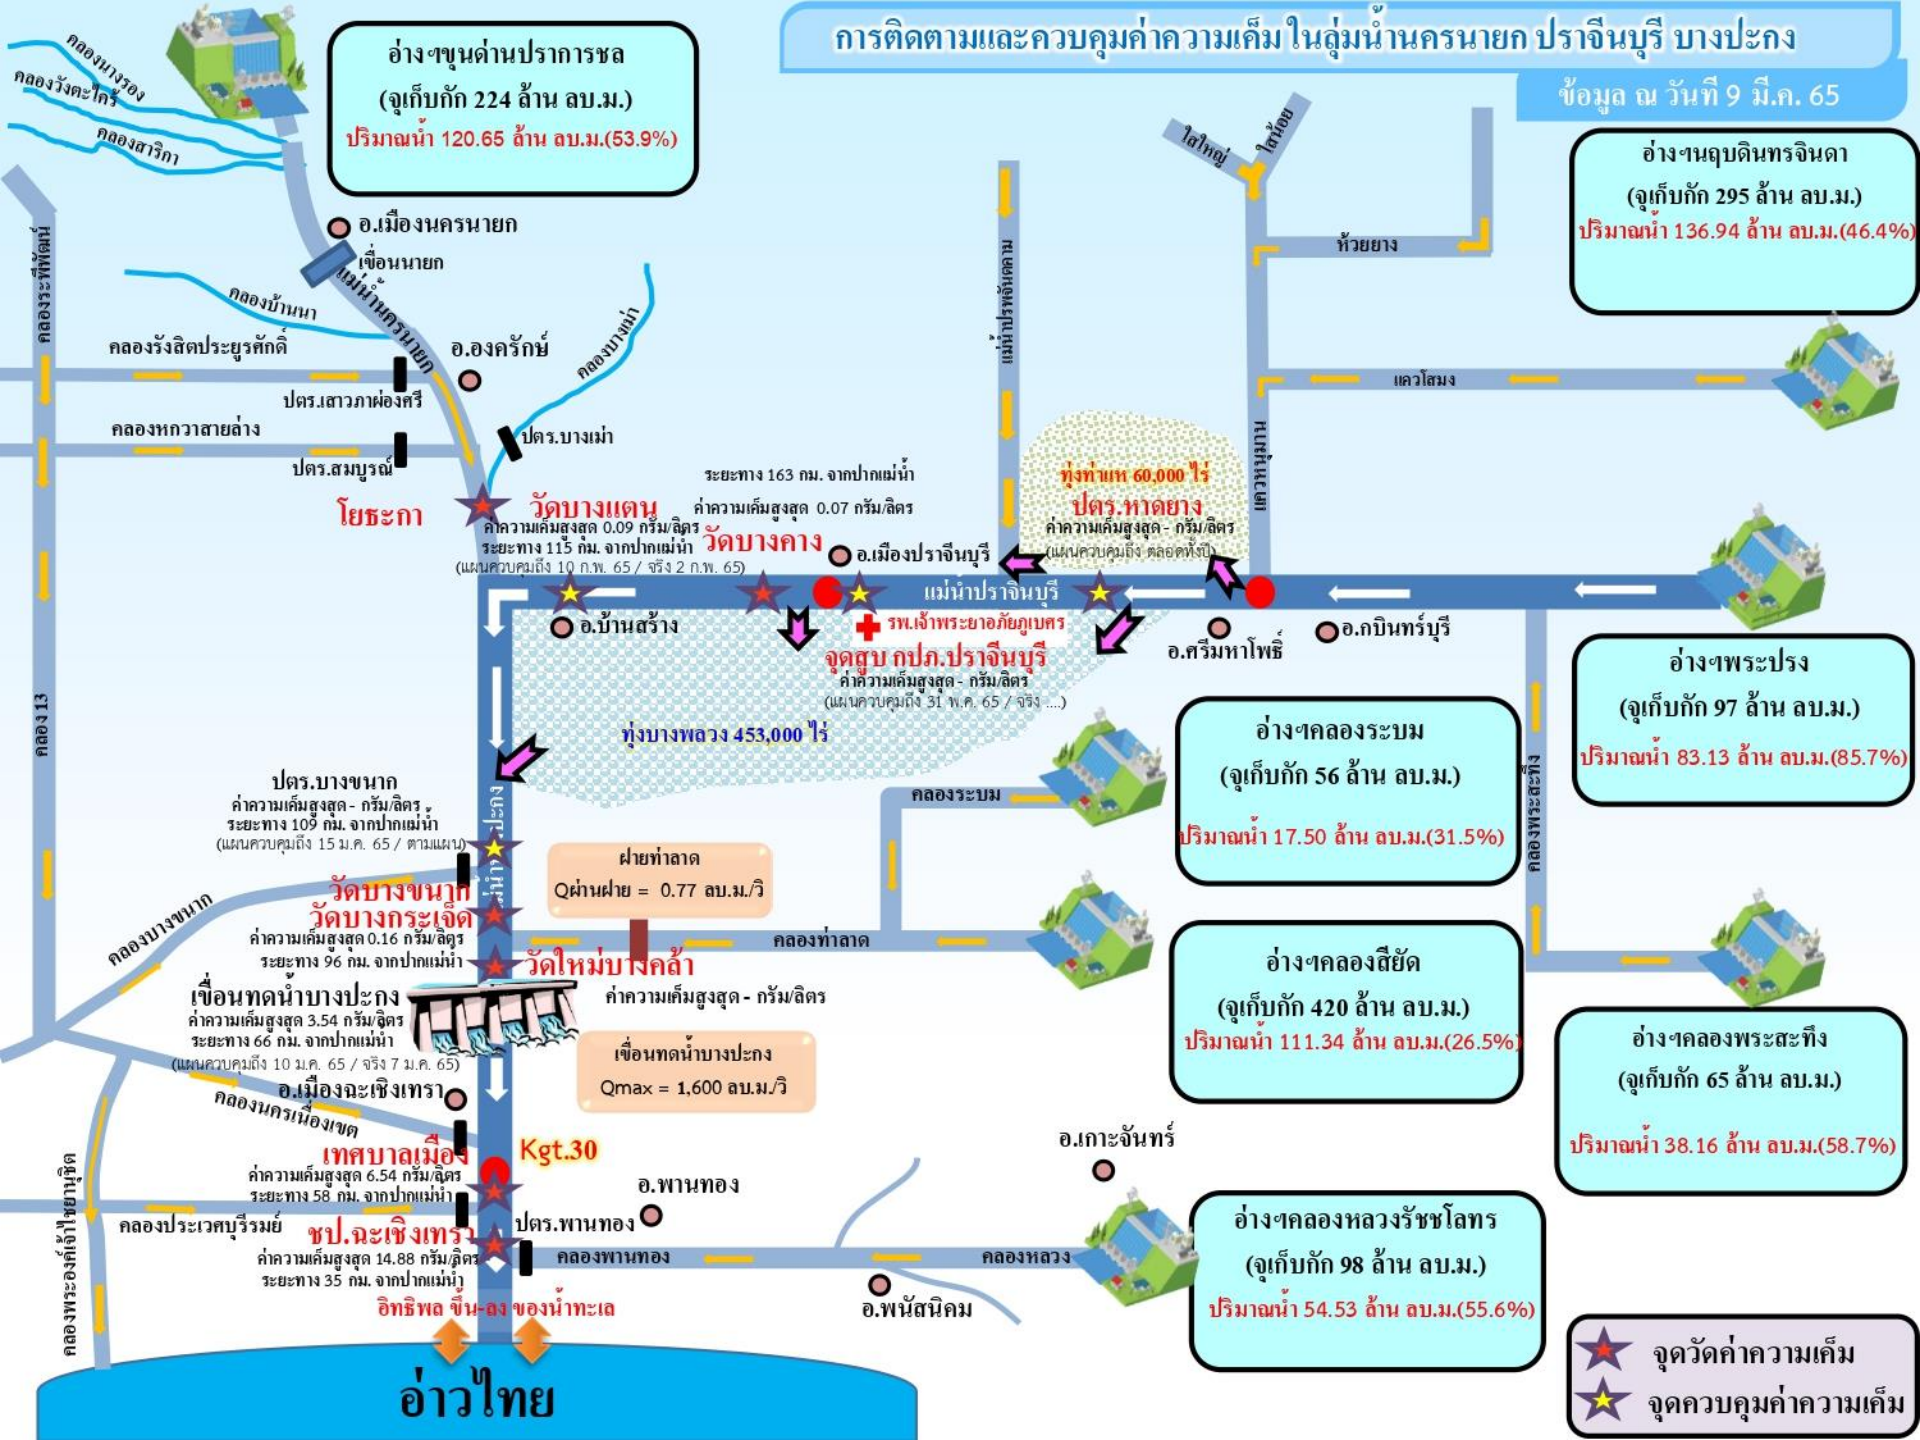 การติดตามและควบคุมค่าความเค็ม ในลุ่มน้ำนครนายก ปราจีนบุรี บางปะกง
ข้อมูล ณ วันที่ 9 มี.ค. 65
คลองนางรอง
คลองวังตะไคร้
คลองสาริกา
อ่างฯขุนด่านปราการชล
(จุเก็บกัก 224 ล้าน ลบ.ม.)
ปริมาณน้ำ 120.65 ล้าน ลบ.ม.(53.9%)
ใสใหญ่
ใสน้อย
อ่างฯนฤบดินทรจินดา
(จุเก็บกัก 295 ล้าน ลบ.ม.)
ปริมาณน้ำ 136.94 ล้าน ลบ.ม.(46.4%)
อ.เมืองนครนายก
เขื่อนนายก
แม่น้ำนครนายก
คลองระพีพัฒน์
คลองบ้านนา
ห้วยยาง
แม่น้ำประจันตคาม
คลองรังสิตประยูรศักดิ์
อ.องครักษ์
คลองบางเม่า
ปตร.เสาวภาผ่องศรี
แควโสมง
คลองหกวาสายล่าง
ปตร.สมบูรณ์
ปตร.บางเม่า
แควหนุมาน
โยธะกา
วัดบางแตน
ค่าความเค็มสูงสุด 0.09 กรัม/ลิตร
ระยะทาง 115 กม. จากปากแม่น้ำ
(แผนควบคุมถึง 10 ก.พ. 65 / จริง 2 ก.พ. 65)
ระยะทาง 163 กม. จากปากแม่น้ำ
ค่าความเค็มสูงสุด 0.07 กรัม/ลิตร
วัดบางคาง
อ.เมืองปราจีนบุรี
ทุ่งท่าแห 60,000 ไร่
ปตร.หาดยาง
ค่าความเค็มสูงสุด - กรัม/ลิตร
(แผนควบคุมถึง ตลอดทั้งปี)
แม่น้ำปราจีนบุรี
อ.บ้านสร้าง
รพ.เจ้าพระยาอภัยภูเบศร
จุดสูบ กปภ.ปราจีนบุรี
ค่าความเค็มสูงสุด - กรัม/ลิตร
(แผนควบคุมถึง 31 พ.ค. 65 / จริง ....)
อ.ศรีมหาโพธิ์
อ.กบินทร์บุรี
ทุ่งบางพลวง 453,000 ไร่
อ่างฯพระปรง
(จุเก็บกัก 97 ล้าน ลบ.ม.)
ปริมาณน้ำ 83.13 ล้าน ลบ.ม.(85.7%)
คลอง 13
อ่างฯคลองระบม
(จุเก็บกัก 56 ล้าน ลบ.ม.)
ปริมาณน้ำ 17.50 ล้าน ลบ.ม.(31.5%)
คลองพระสะทึง
คลองระบม
ปตร.บางขนาก
ค่าความเค็มสูงสุด - กรัม/ลิตร
ระยะทาง 109 กม. จากปากแม่น้ำ
(แผนควบคุมถึง 15 ม.ค. 65 / ตามแผน)
ฝายท่าลาด
Qผ่านฝาย = 0.77 ลบ.ม./วิ
วัดบางขนาก
วัดบางกระเจ็ด
ค่าความเค็มสูงสุด 0.16 กรัม/ลิตร
ระยะทาง 96 กม. จากปากแม่น้ำ
คลองบางขนาก
คลองท่าลาด
วัดใหม่บางคล้า
ค่าความเค็มสูงสุด - กรัม/ลิตร
อ่างฯคลองสียัด
(จุเก็บกัก 420 ล้าน ลบ.ม.)
ปริมาณน้ำ 111.34 ล้าน ลบ.ม.(26.5%)
เขื่อนทดน้ำบางปะกง
ค่าความเค็มสูงสุด 3.54 กรัม/ลิตร
ระยะทาง 66 กม. จากปากแม่น้ำ
(แผนควบคุมถึง 10 ม.ค. 65 / จริง 7 ม.ค. 65)
เขื่อนทดน้ำบางปะกง
Qmax = 1,600 ลบ.ม./วิ
อ่างฯคลองพระสะทึง
(จุเก็บกัก 65 ล้าน ลบ.ม.)
ปริมาณน้ำ 38.16 ล้าน ลบ.ม.(58.7%)
อ.เมืองฉะเชิงเทรา
คลองนครเนื่องเขต
เทศบาลเมือง
ค่าความเค็มสูงสุด 6.54 กรัม/ลิตร
ระยะทาง 58 กม. จากปากแม่น้ำ
Kgt.30
อ.เกาะจันทร์
อ.พานทอง
คลองพระองค์เจ้าไชยานุชิต
คลองประเวศบุรีรมย์
ชป.ฉะเชิงเทรา
ค่าความเค็มสูงสุด 14.88 กรัม/ลิตร
ระยะทาง 35 กม. จากปากแม่น้ำ
ปตร.พานทอง
คลองพานทอง
คลองหลวง
อ่างฯคลองหลวงรัชชโลทร
(จุเก็บกัก 98 ล้าน ลบ.ม.)
ปริมาณน้ำ 54.53 ล้าน ลบ.ม.(55.6%)
อ.พนัสนิคม
อิทธิพล ขึ้น-ลง ของน้ำทะเล
อ่าวไทย
จุดวัดค่าความเค็ม
จุดควบคุมค่าความเค็ม